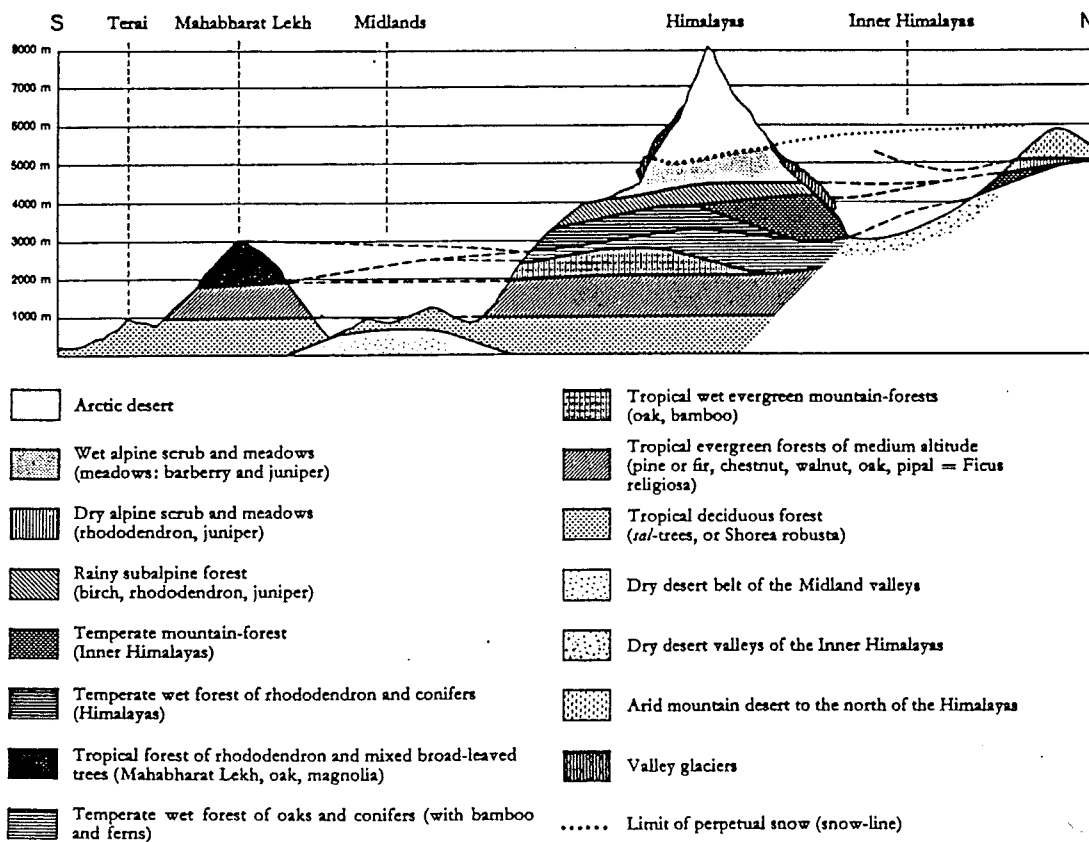 S Terai Mahabharat Lekh Midlands Himalayas Inner Himalayas N
8000 m
7000 m
6000 m
5000 m
4000 m
3000 m
2000 m
1000 m
Arctic desert
Wet alpine scrub and meadows
(meadows: barberry and juniper)
Dry alpine scrub and meadows
(rhododendron, juniper)
Rainy subalpine forest
(birch, rhododendron, juniper)
Temperate mountain-forest
(Inner Himalayas)
Temperate wet forest of rhododendron and conifers
(Himalayas)
Tropical forest of rhododendron and mixed broad-leaved
trees (Mahabharat Lekh, oak, magnolia)
Temperate wet forest of oaks and conifers (with bamboo
and ferns)
Tropical wet evergreen mountain-forests
(oak, bamboo)
Tropical evergreen forests of medium altitude
(pine or fir, chestnut, walnut, oak, pipal = Ficus
religiosa)
Tropical deciduous forest
(sal-trees, or Shorea robusta)
Dry desert belt of the Midland valleys
Dry desert valleys of the Inner Himalayas
Arid mountain desert to the north of the Himalayas
Valley glaciers
Limit of perpetual snow (snow-line)